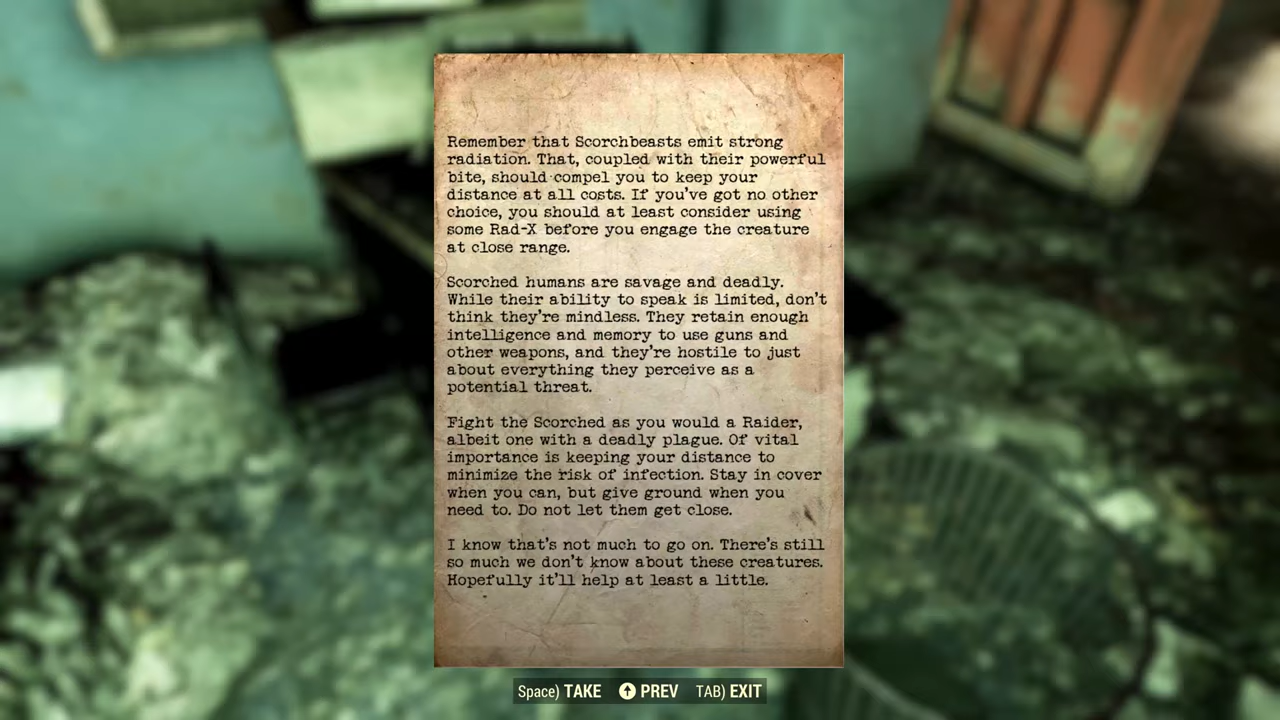 Remember that Scorchbeasts emit strong
radiation. That, coupled with their powerful
bite, should compel you to keep your
distance at all costs. If you've got no other
choice, you should at least consider using
some Rad-X before you engage the creature
at close range.
Scorched humans are savage and deadly.
While their ability to speak is limited, don't
think they're mindless. They retain enough
intelligence and memory to use guns and
other weapons, and they're hostile to just
about everything they perceive as a
potential threat.
Fight the Scorched as you would a Raider,
albeit one with a deadly plague. Of vital
importance is keeping your distance to
minimize the risk of infection. Stay in cover
when you can, but give ground when you
need to. Do not let them get close.
I know that's not much to go on. There's still
so much we don't know about these creatures.
Hopefully it'll help at least a little.
Space) TAKE PREV TAB) EXIT